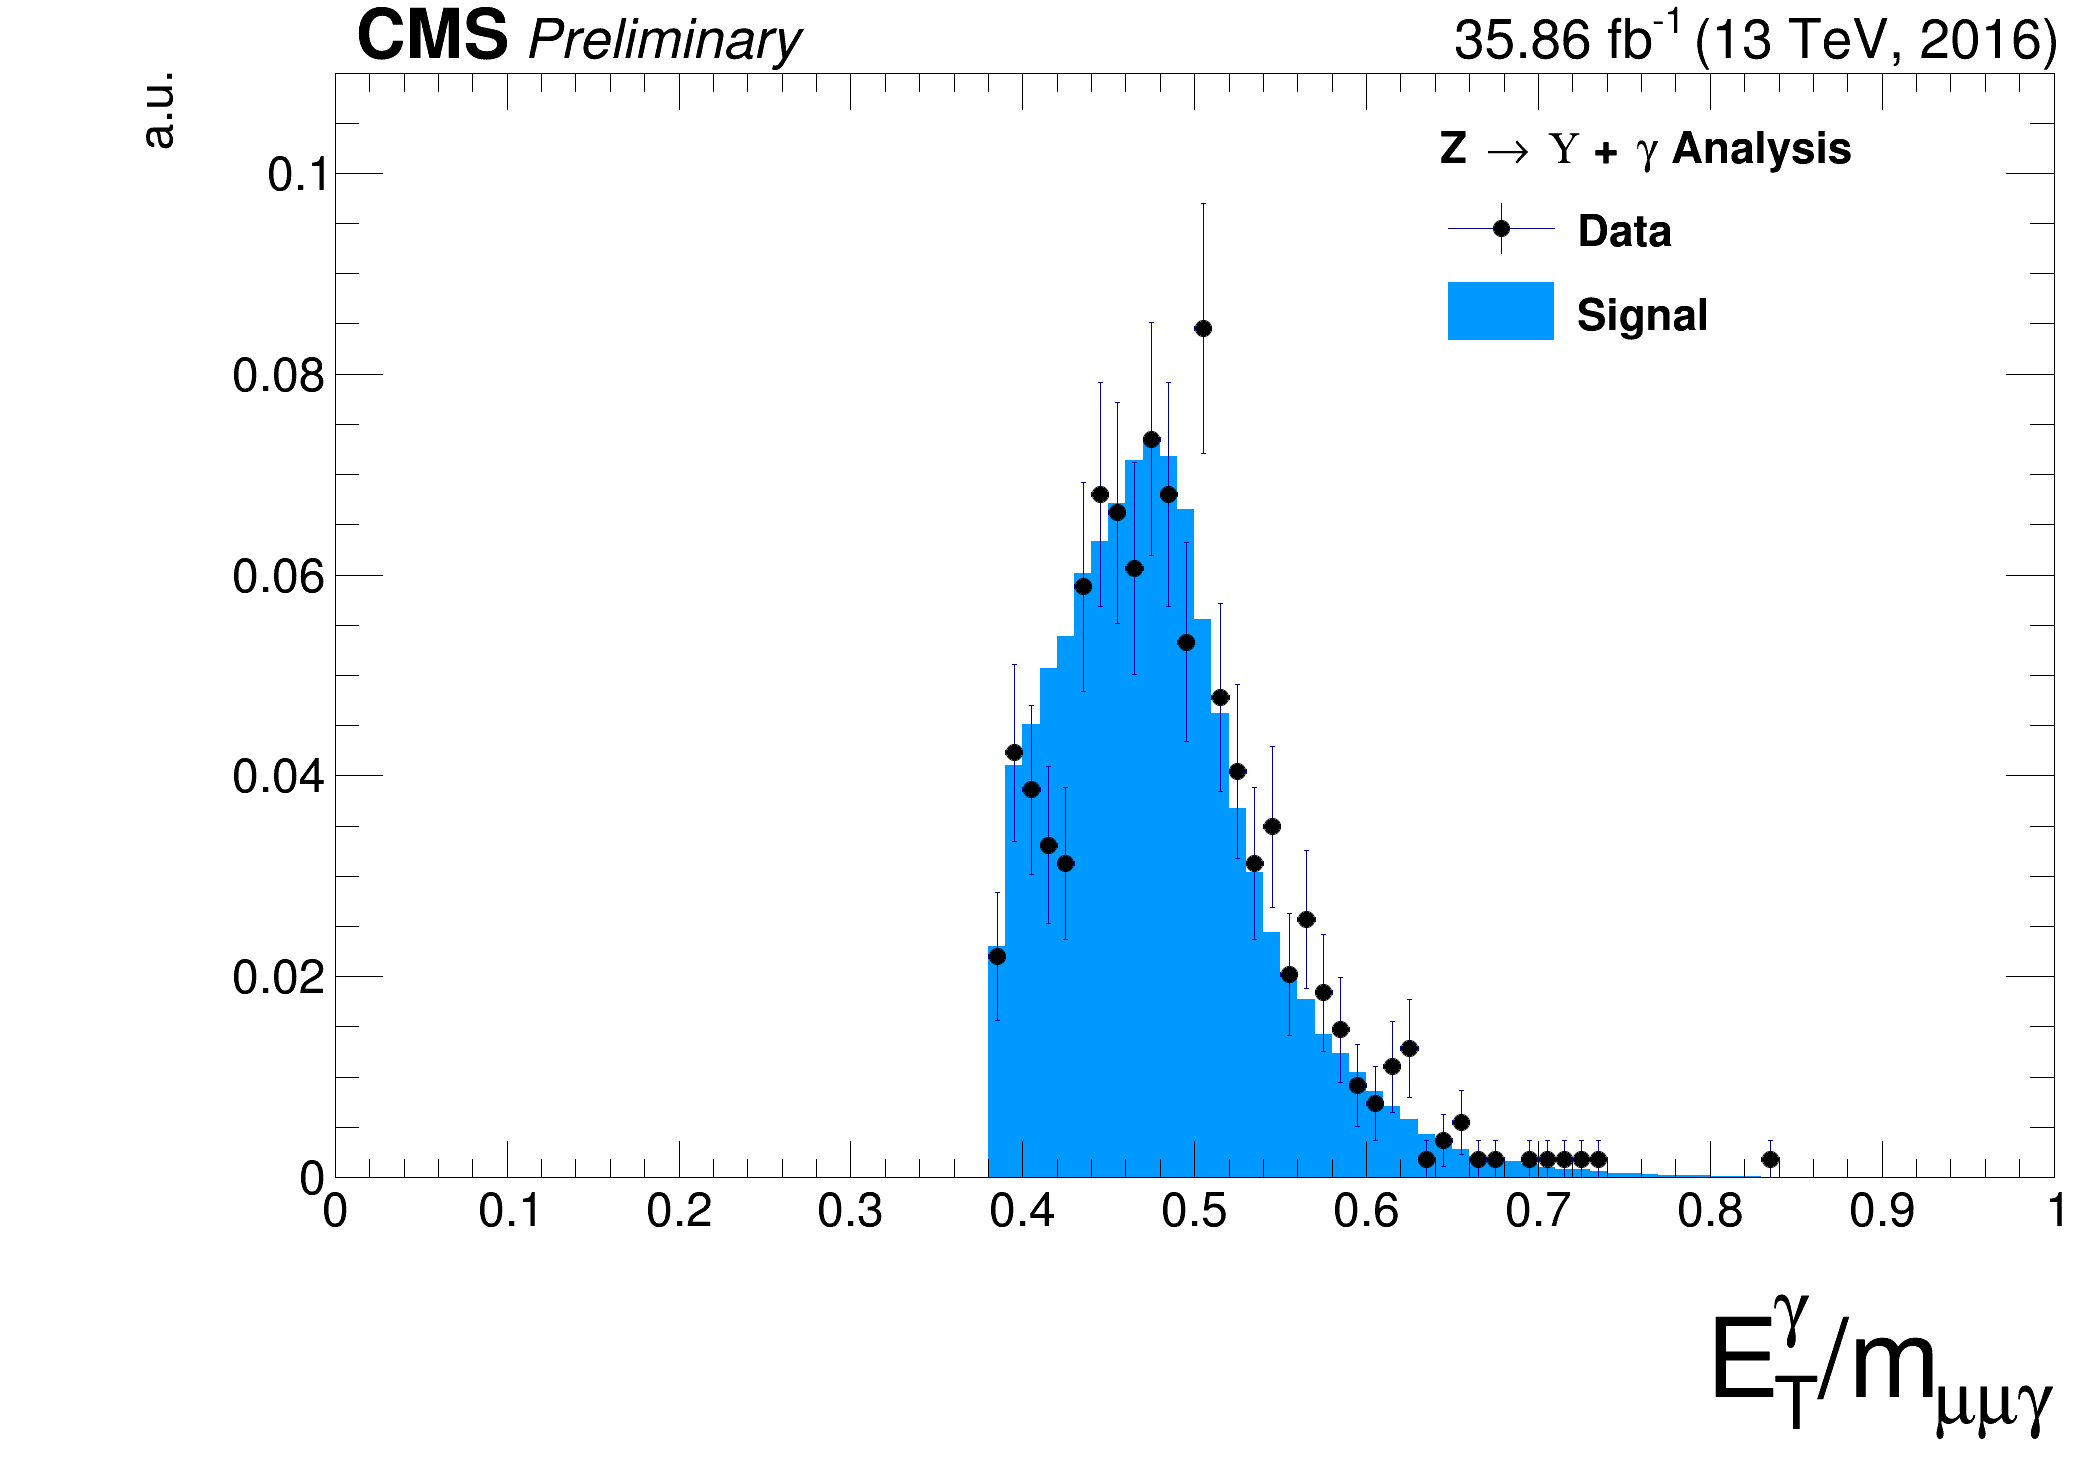 CMS Preliminary 35.86 fb⁻¹ (13 TeV, 2016)
a.u.
Z → Υ + γ Analysis
Data
Signal
0.1
0.08
0.06
0.04
0.02
0
0 0.1 0.2 0.3 0.4 0.5 0.6 0.7 0.8 0.9 1
E_T^γ/m_μμγ